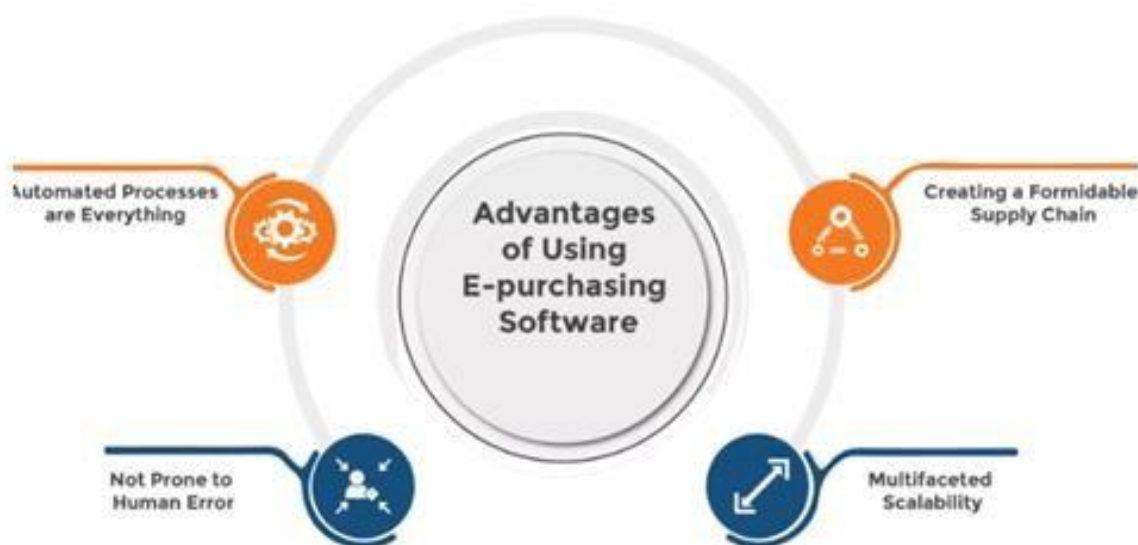 Advantages
of Using
E-purchasing
Software
Automated Processes
are Everything
Creating a Formidable
Supply Chain
Not Prone to
Human Error
Multifaceted
Scalability